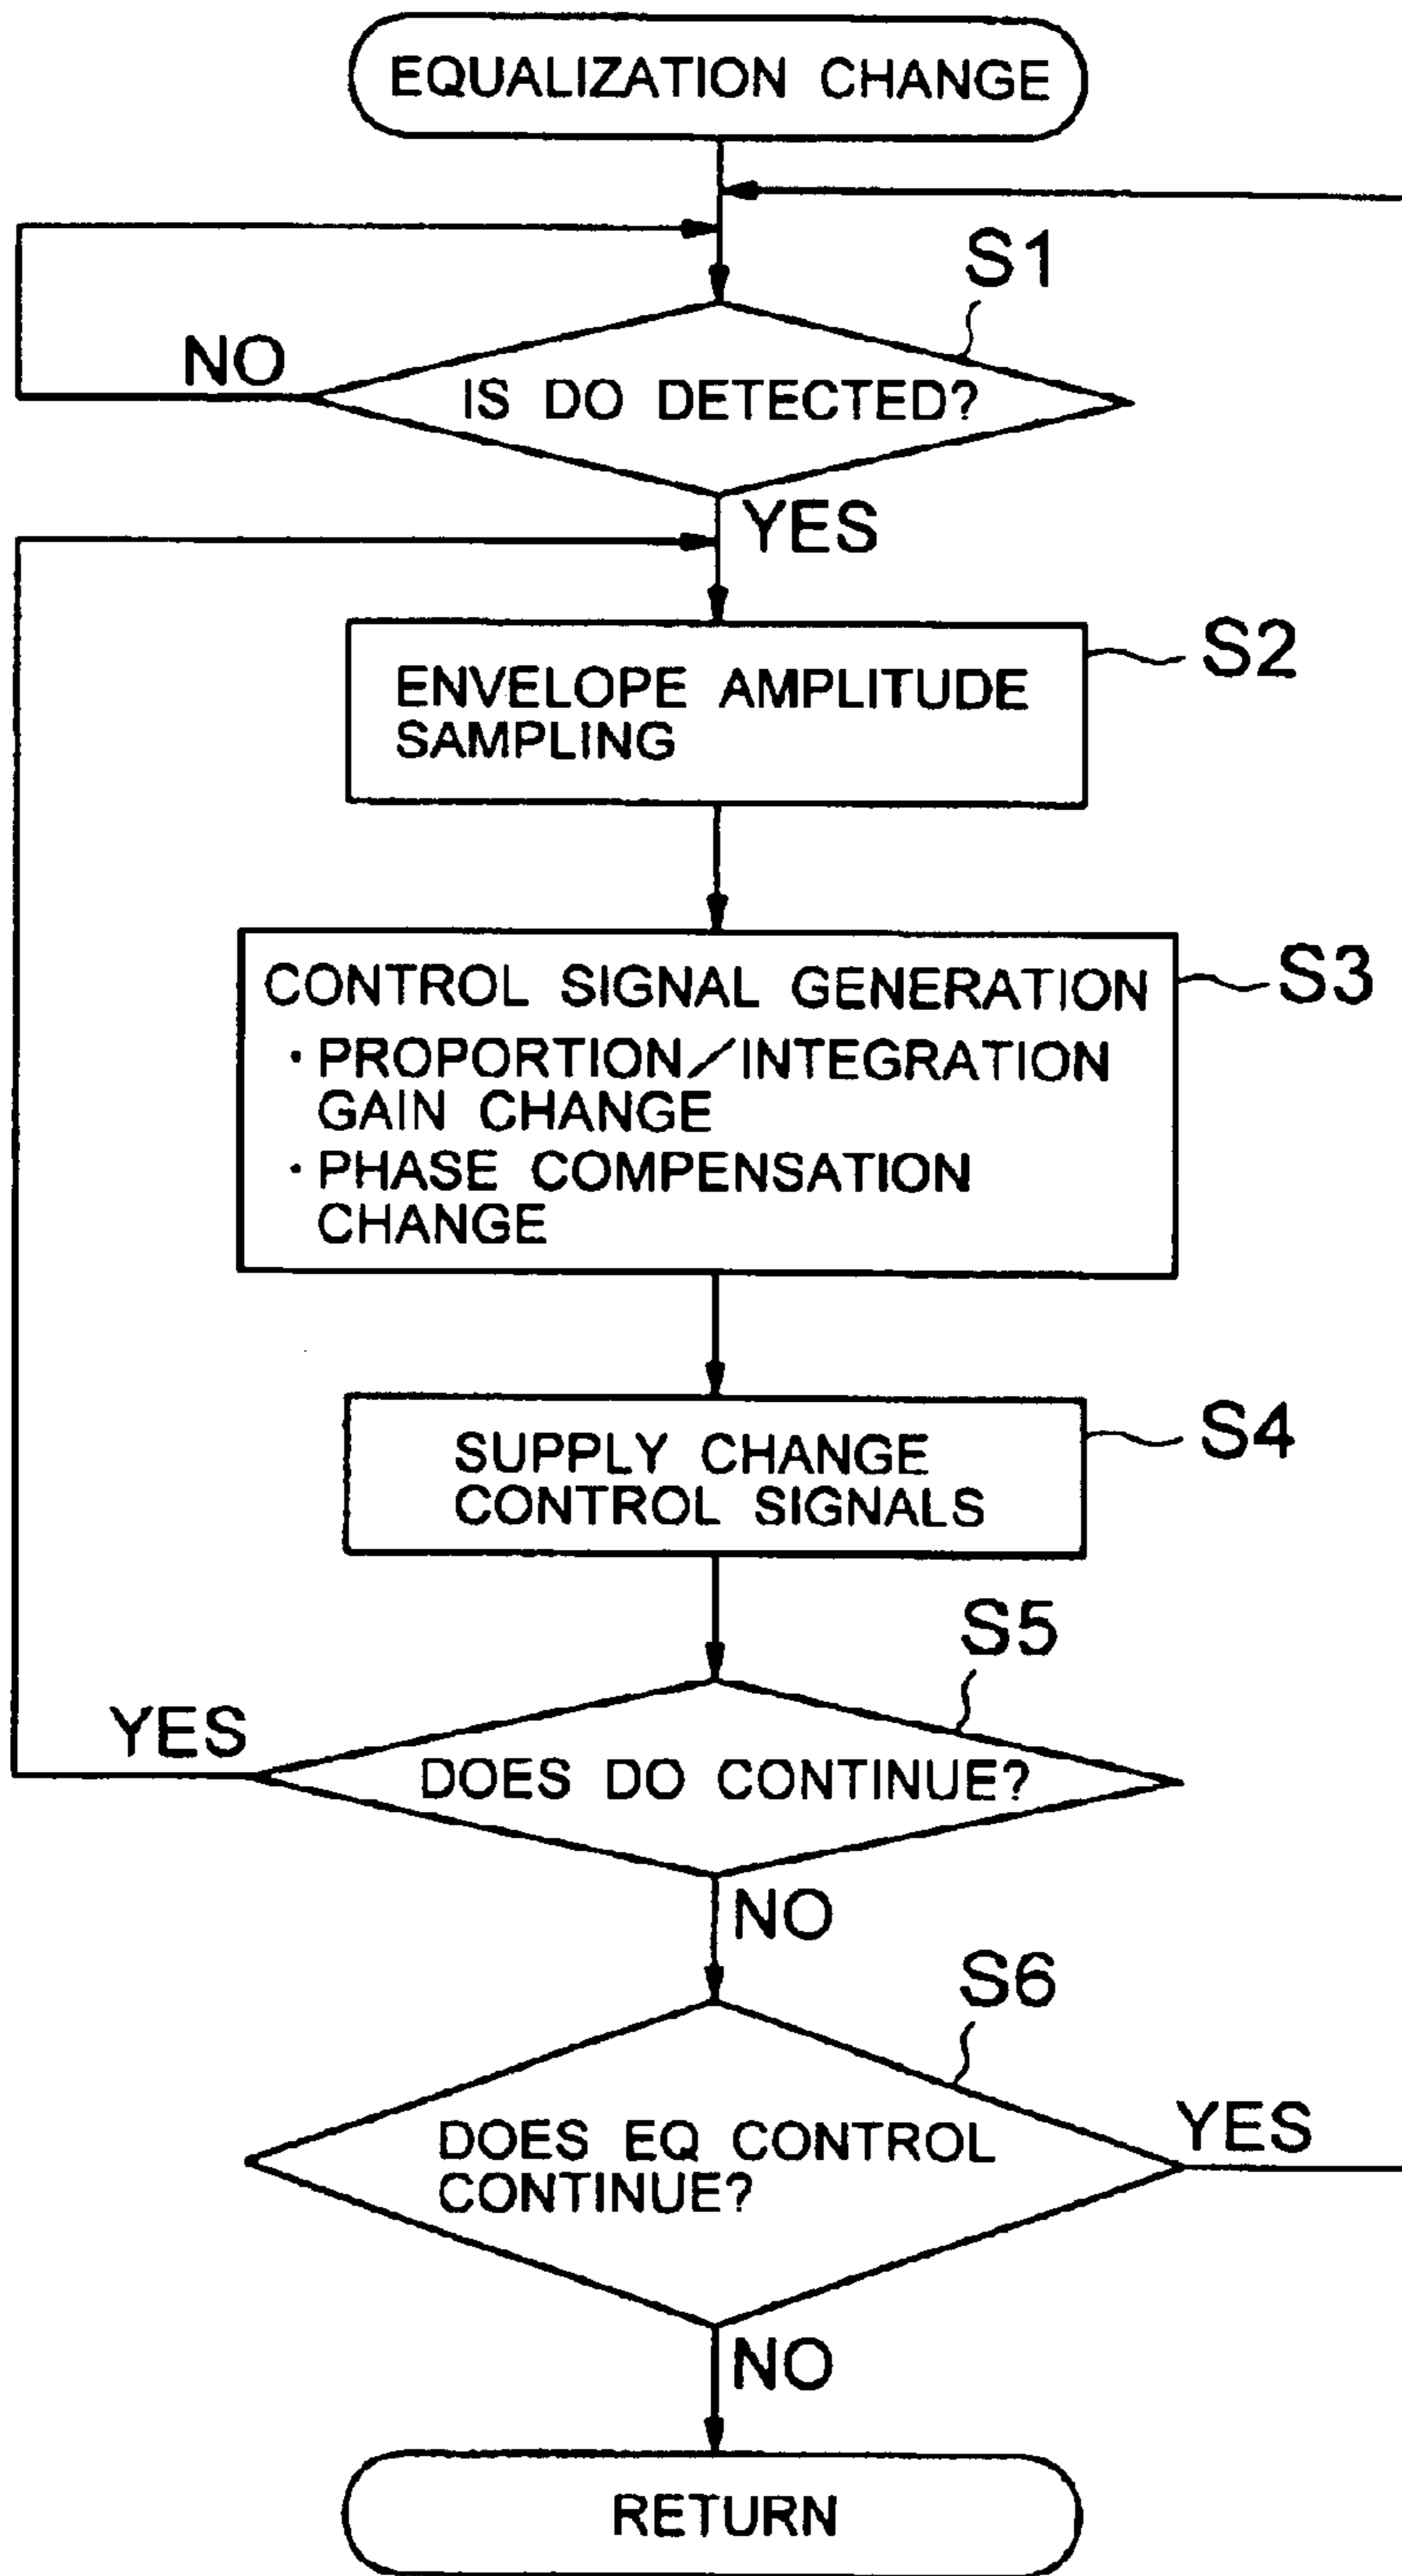 EQUALIZATION CHANGE
S1
NO
IS DO DETECTED?
YES
S2
ENVELOPE AMPLITUDE
SAMPLING
S3
CONTROL SIGNAL GENERATION
・PROPORTION/INTEGRATION
GAIN CHANGE
・PHASE COMPENSATION
CHANGE
S4
SUPPLY CHANGE
CONTROL SIGNALS
S5
YES
DOES DO CONTINUE?
NO
S6
DOES EQ CONTROL
CONTINUE?
YES
NO
RETURN